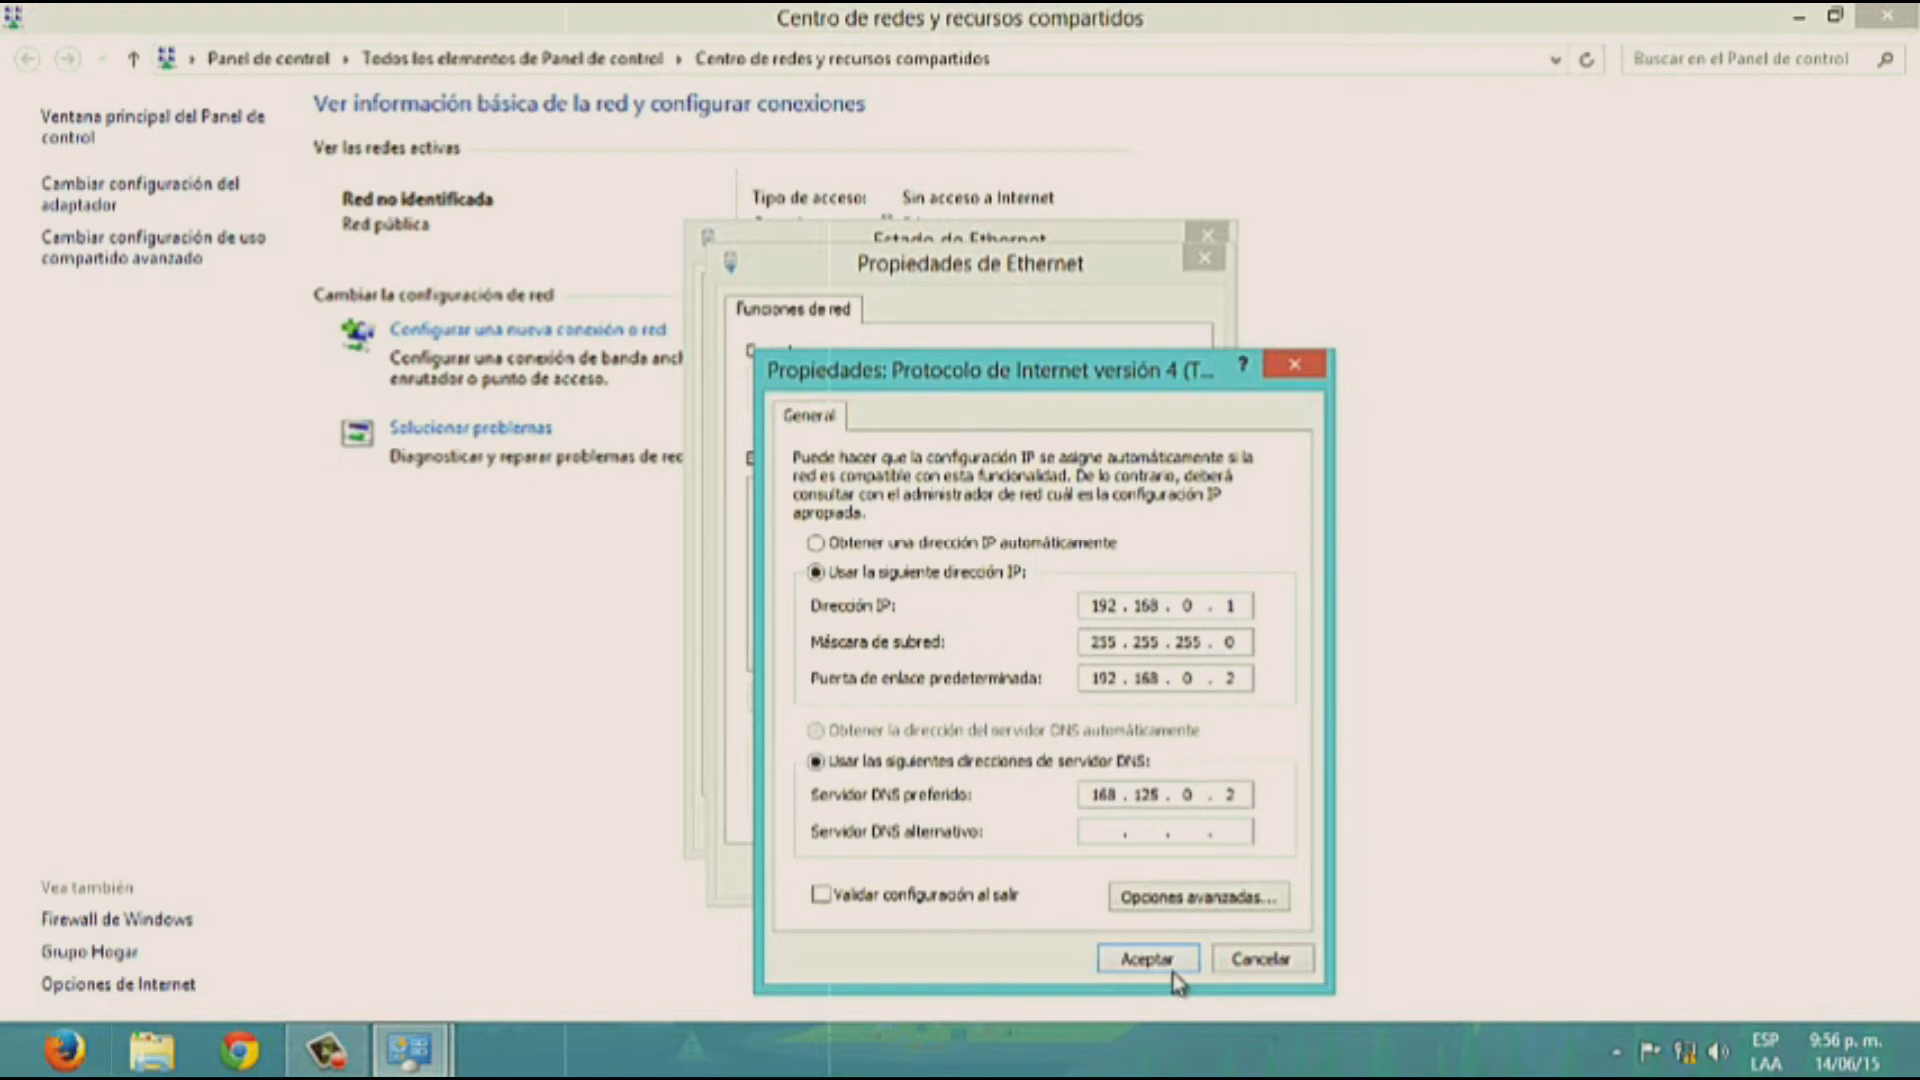 Centro de redes y recursos compartidos
Panel de control
Todos los elementos de Panel de control
Centro de redes y recursos compartidos
Buscar en el Panel de control
Ventana principal del Panel de
control
Cambiar configuración del
adaptador
Cambiar configuración de uso
compartido avanzado
Ver información básica de la red y configurar conexiones
Ver las redes activas
Red no identificada
Red pública
Tipo de acceso: Sin acceso a Internet
Cambiar la configuración de red
Configurar una nueva conexión o red
Configurar una conexión de banda
enrutador o punto de acceso.
Solucionar problemas
Diagnosticar y reparar problemas de
Estado de Ethernet
Propiedades de Ethernet
Funciones de red
Propiedades: Protocolo de Internet versión 4 (T...
?
General
Puede hacer que la configuración IP se asigne automáticamente si la
red es compatible con esta funcionalidad. De lo contrario, deberá
consultar con el administrador de red cuál es la configuración IP
apropiada.
Obtener una dirección IP automáticamente
Usar la siguiente dirección IP:
Dirección IP: 192 . 168 . 0 . 1
Máscara de subred: 255 . 255 . 255 . 0
Puerta de enlace predeterminada: 192 . 168 . 0 . 2
Obtener la dirección del servidor DNS automáticamente
Usar las siguientes direcciones de servidor DNS:
Servidor DNS preferido: 168 . 125 . 0 . 2
Servidor DNS alternativo: . . .
Validar configuración al salir
Opciones avanzadas...
Aceptar
Cancelar
Vea también
Firewall de Windows
Grupo Hogar
Opciones de Internet
ESP
LAA
9:56 p. m.
14/06/15